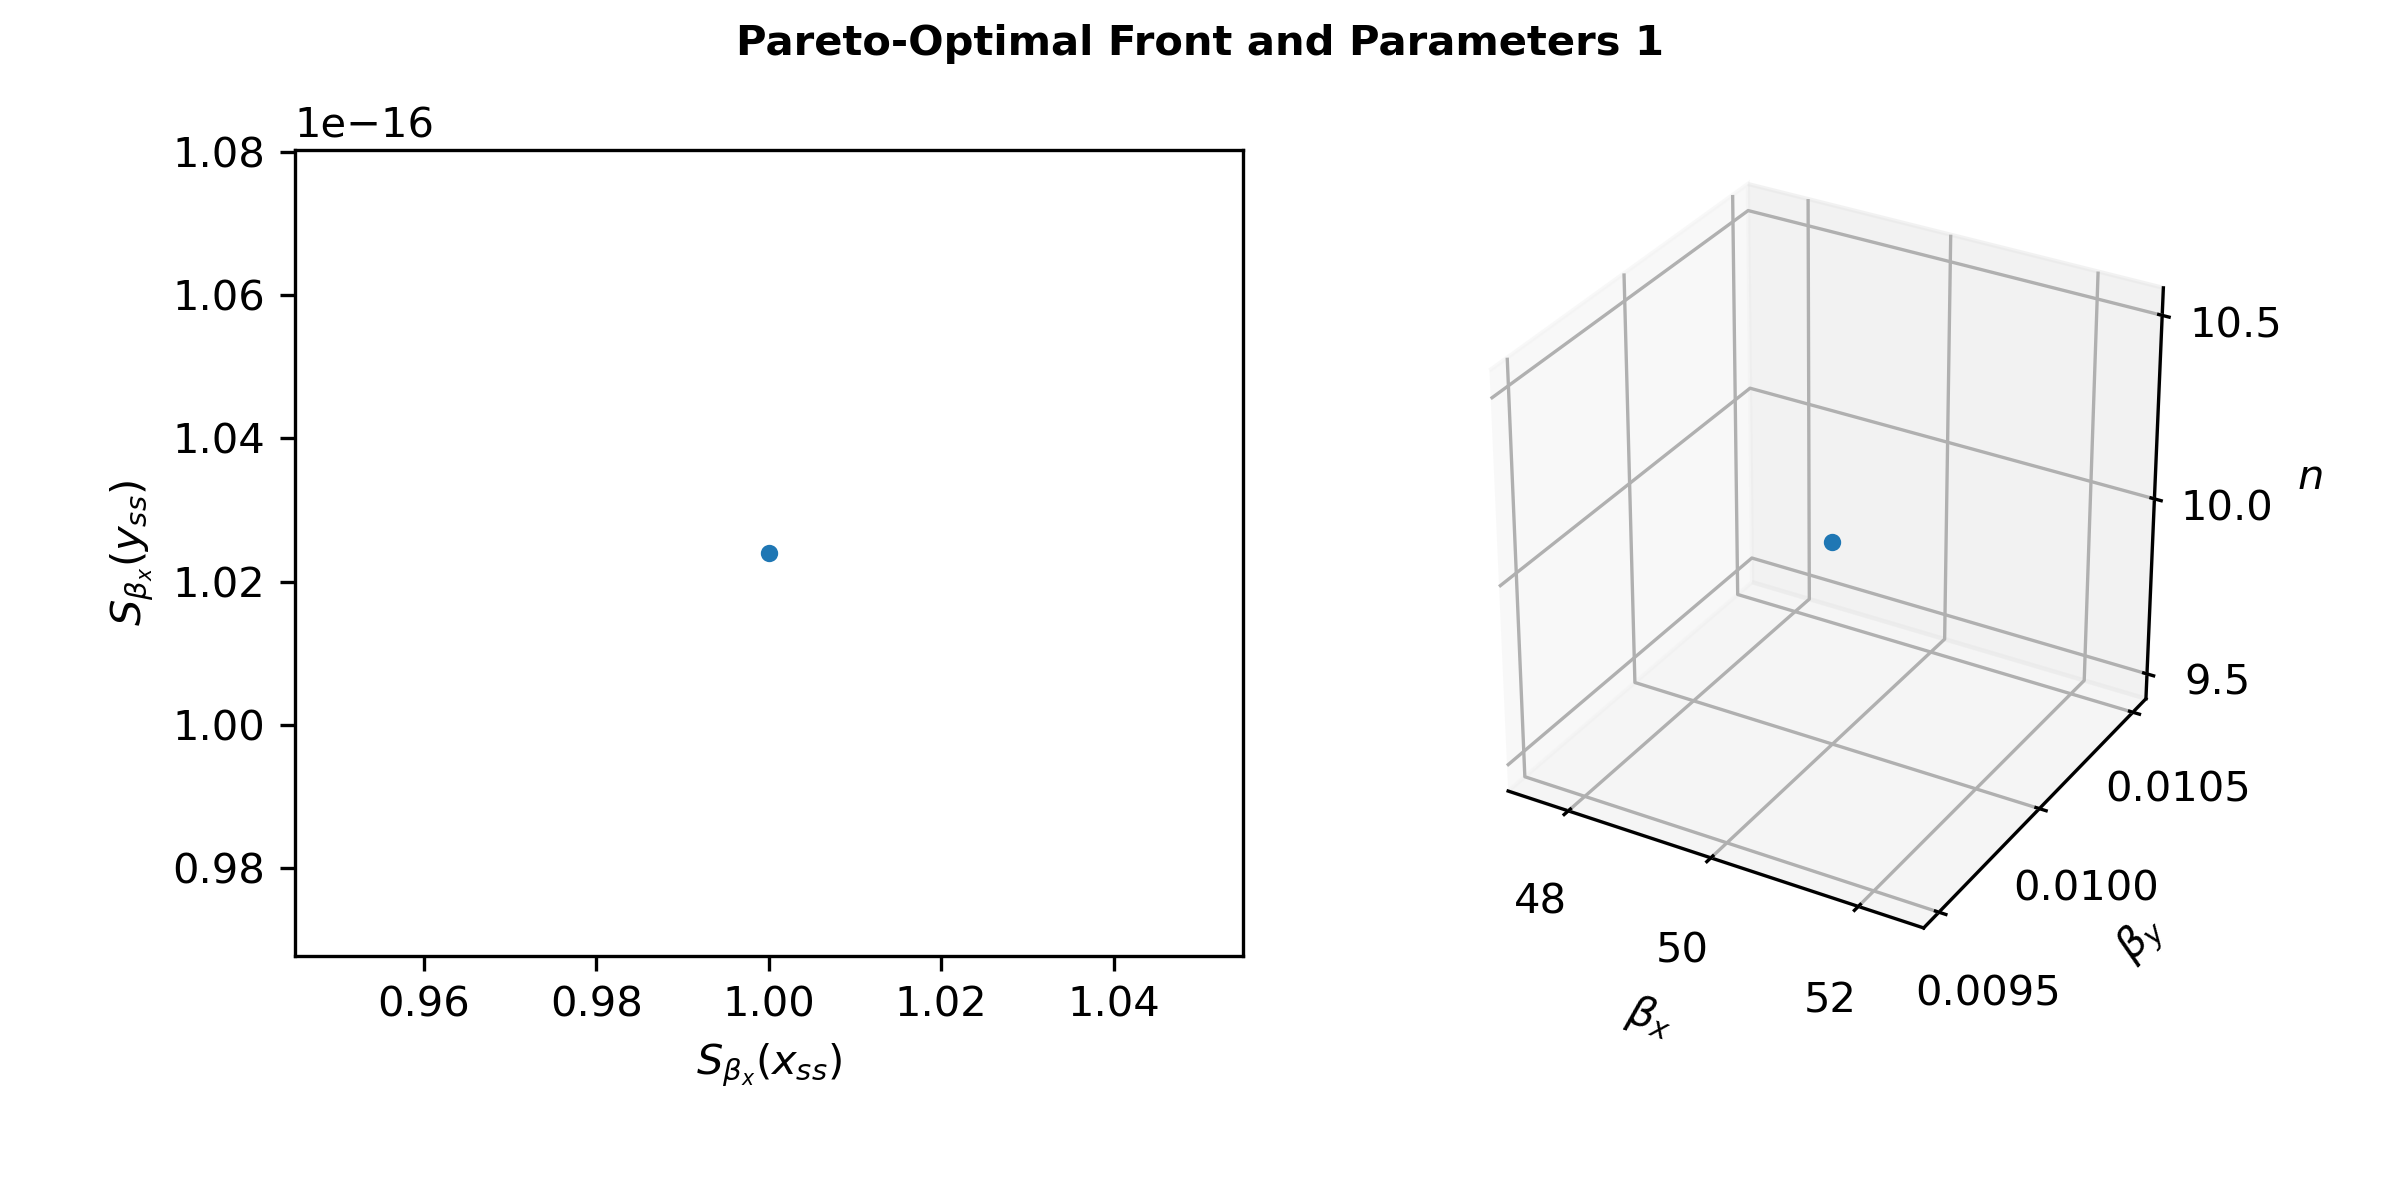 Pareto-Optimal Front and Parameters 1
1e−16
1.08
1.06
1.04
1.02
1.00
0.98
S_{β_x}(y_{ss})
0.96 0.98 1.00 1.02 1.04
S_{β_x}(x_{ss})
10.5
10.0
9.5
n
48
50
52
β_x
0.0105
0.0100
0.0095
β_y